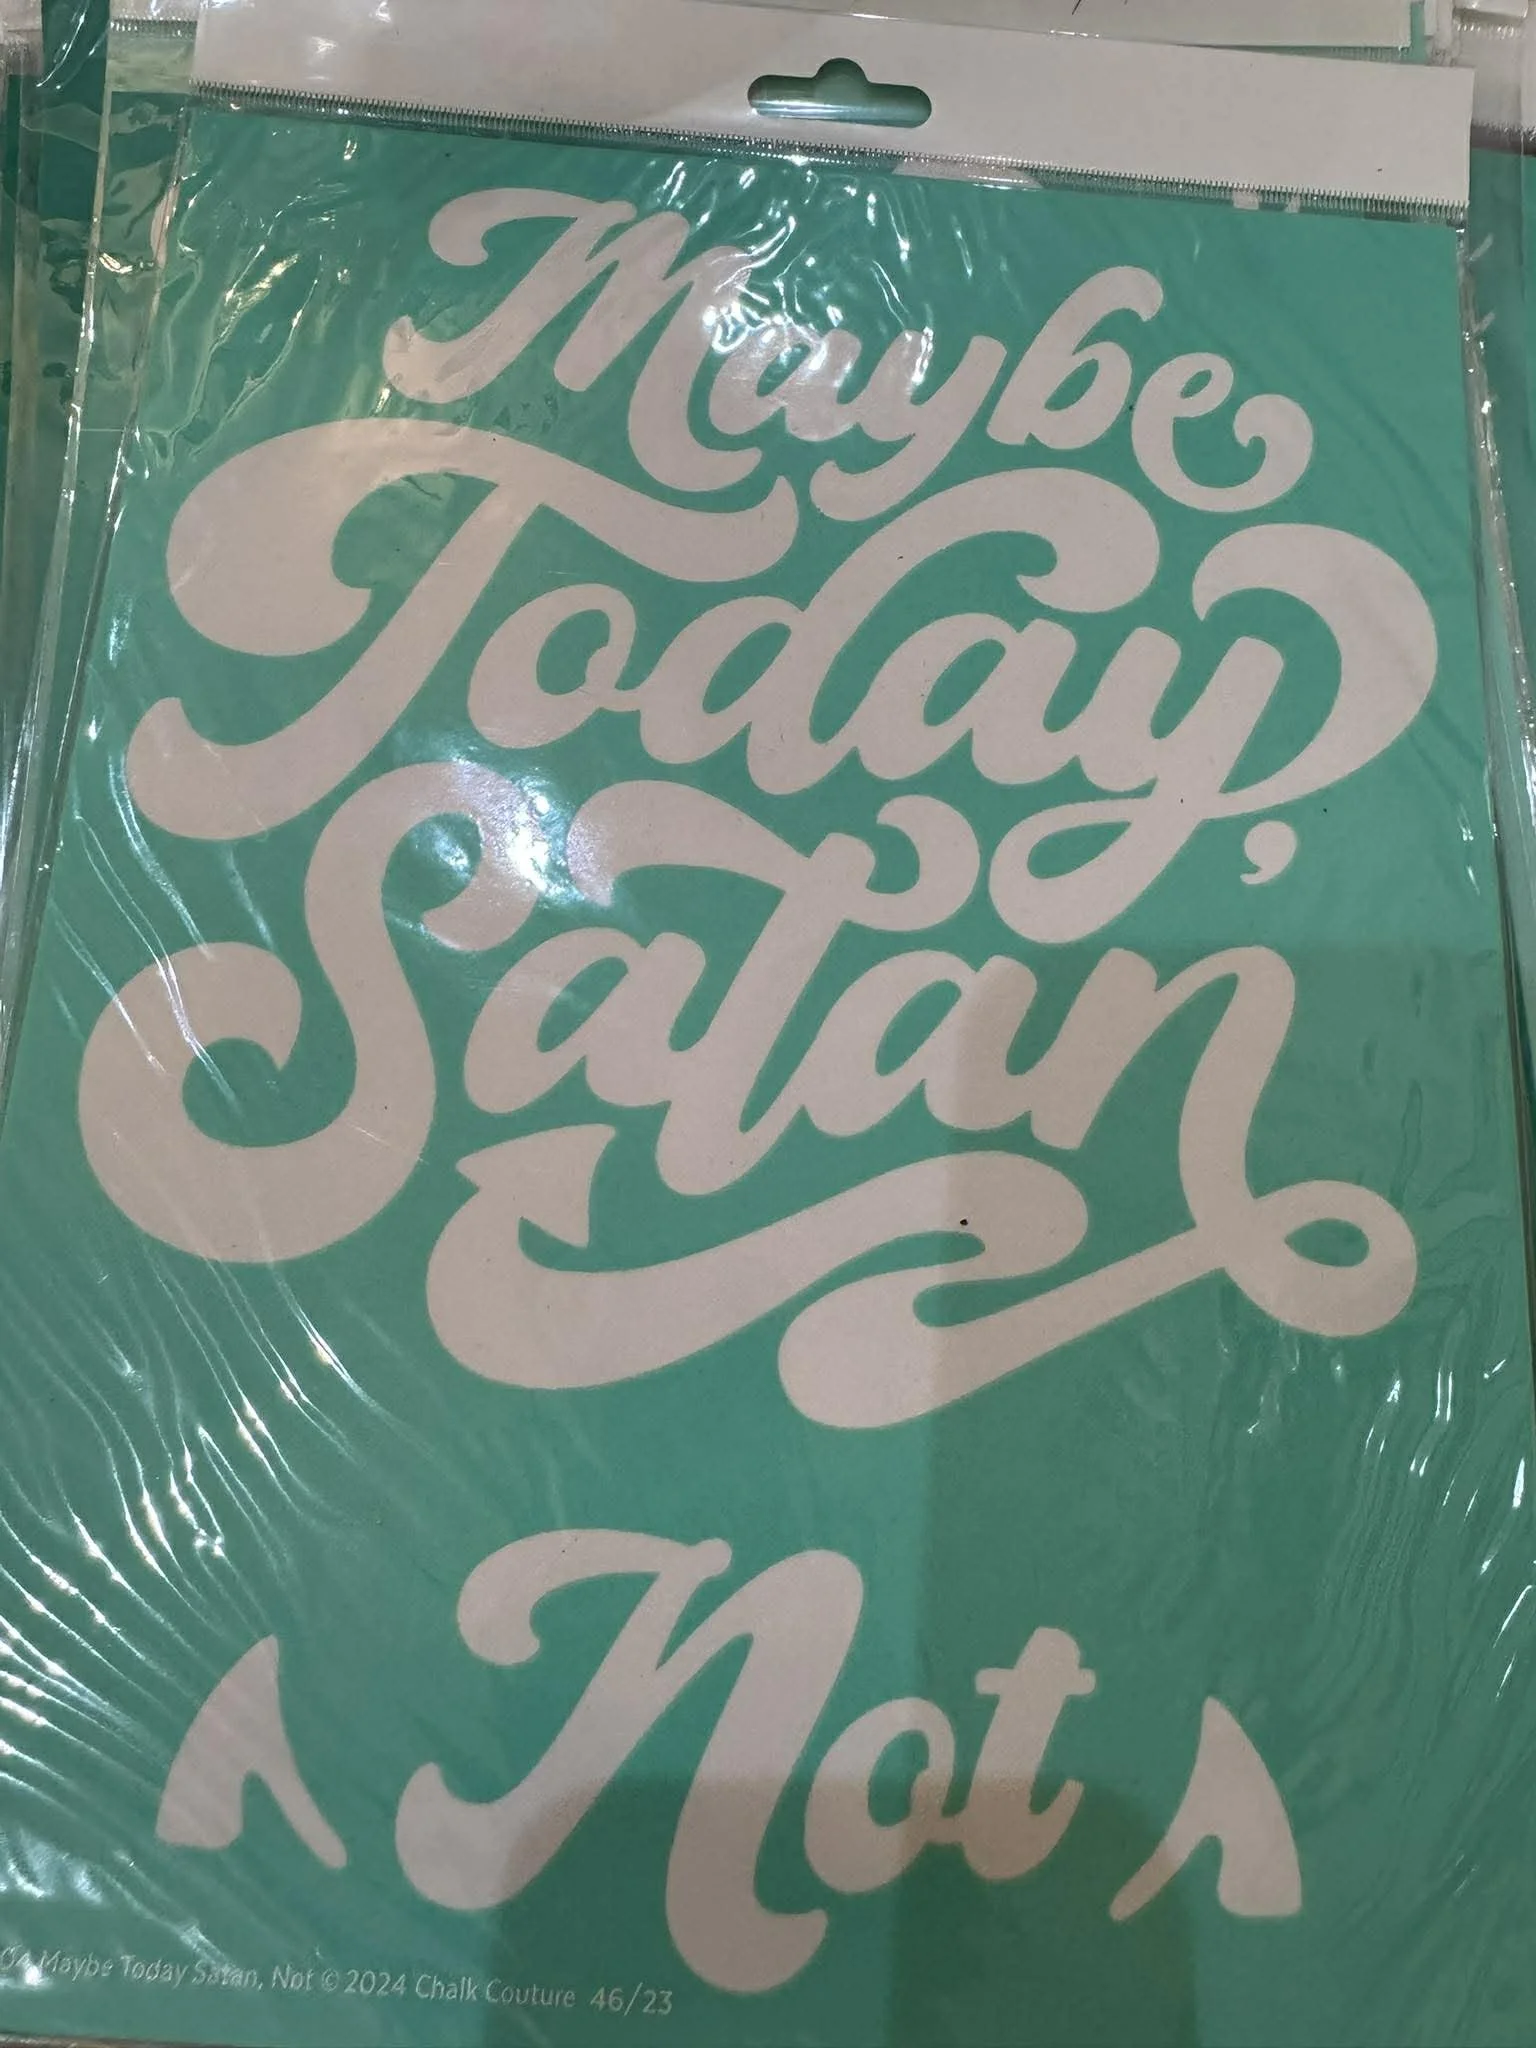 Maybe
Today,
Satan
Not
Maybe Today Satan, Not © 2024 Chalk Couture 46/23